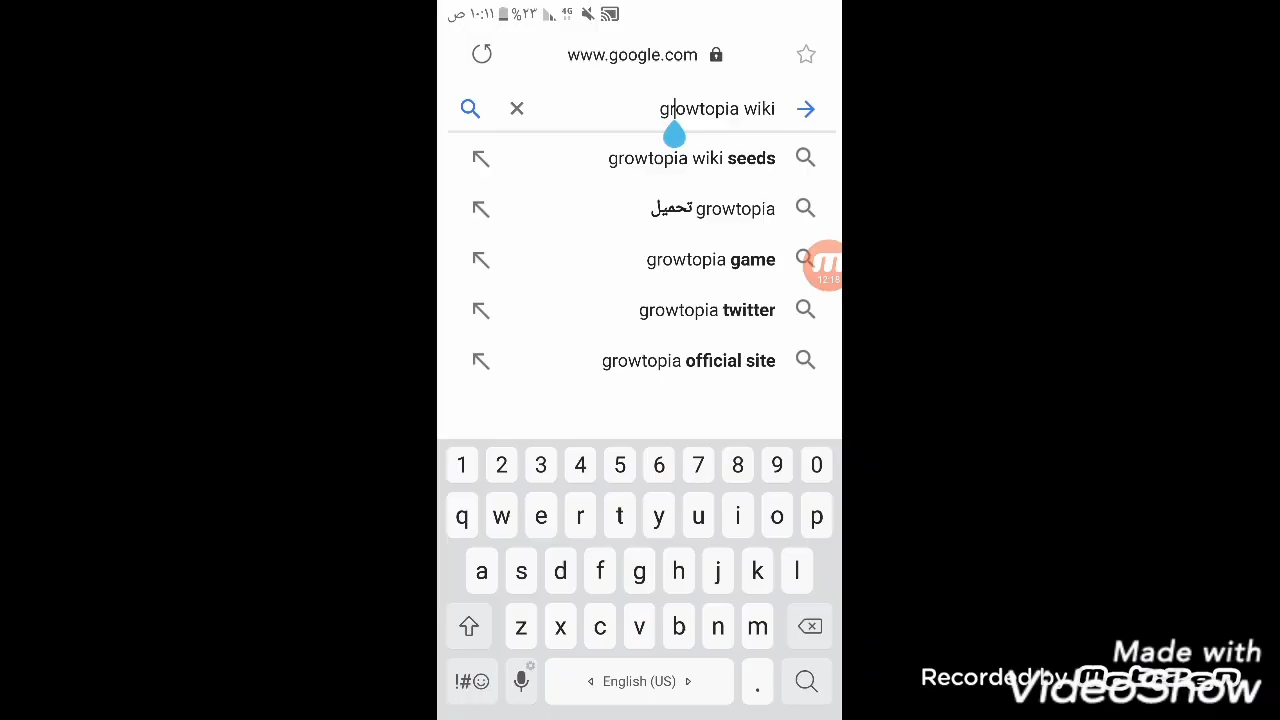 ١٠:١١ ص ٢٣% 4G
www.google.com
growtopia wiki
growtopia wiki seeds
growtopia تحميل
growtopia game
12:18
growtopia twitter
growtopia official site
1 2 3 4 5 6 7 8 9 0
q w e r t y u i o p
a s d f g h j k l
z x c v b n m
!#☺ English (US) .
Made with
Recorded by
VideoShow